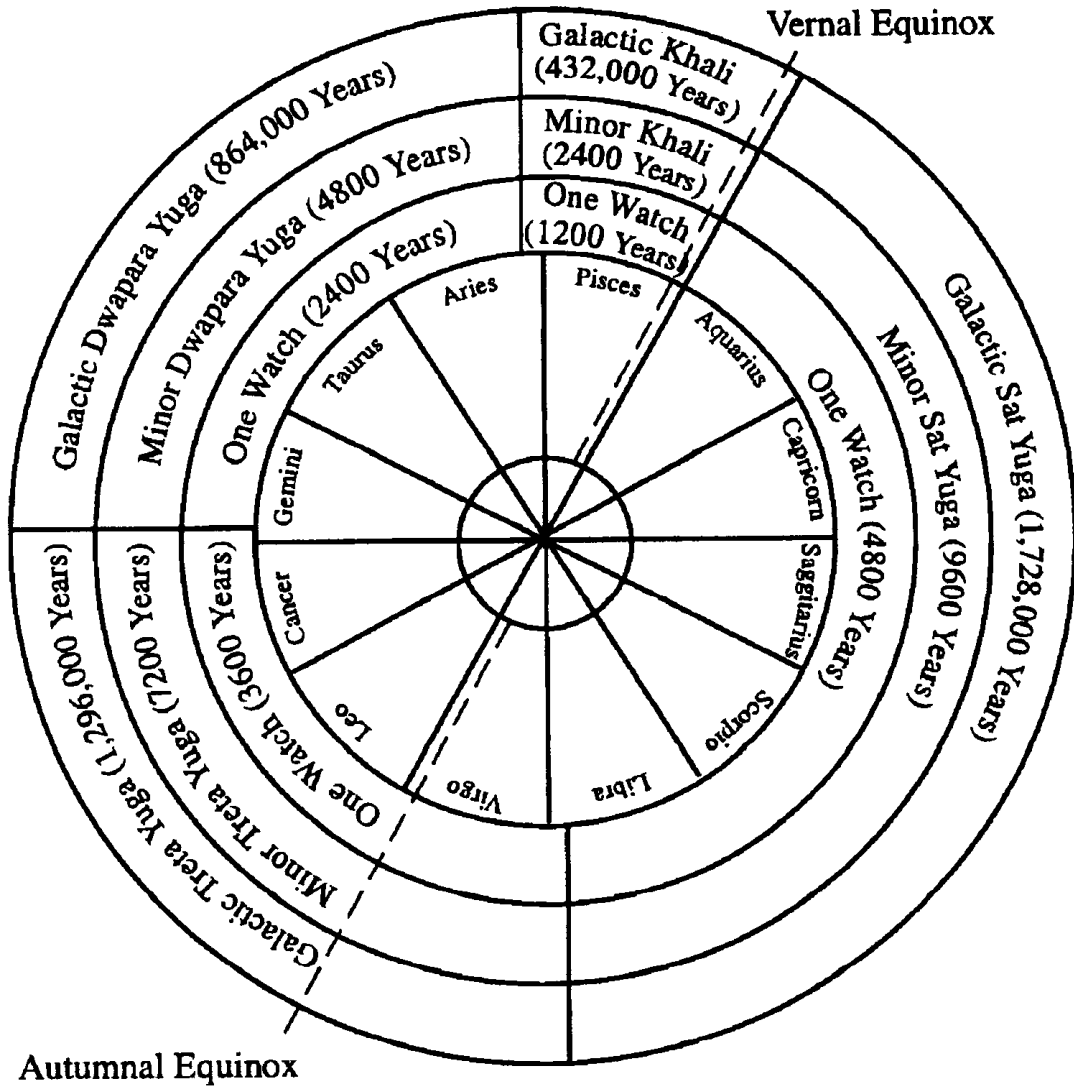 Vernal Equinox
Galactic Khali
(432,000 Years)
Minor Khali
(2400 Years)
One Watch
(1200 Years)
Galactic Dwapara Yuga (864,000 Years)
Minor Dwapara Yuga (4800 Years)
One Watch (2400 Years)
Galactic Sat Yuga (1,728,000 Years)
Minor Sat Yuga (9600 Years)
One Watch (4800 Years)
Galactic Treta Yuga (1,296,000 Years)
Minor Treta Yuga (7200 Years)
One Watch (3600 Years)
Aries
Pisces
Aquarius
Capricorn
Saggitarius
Scorpio
Libra
Virgo
Leo
Cancer
Gemini
Taurus
Autumnal Equinox